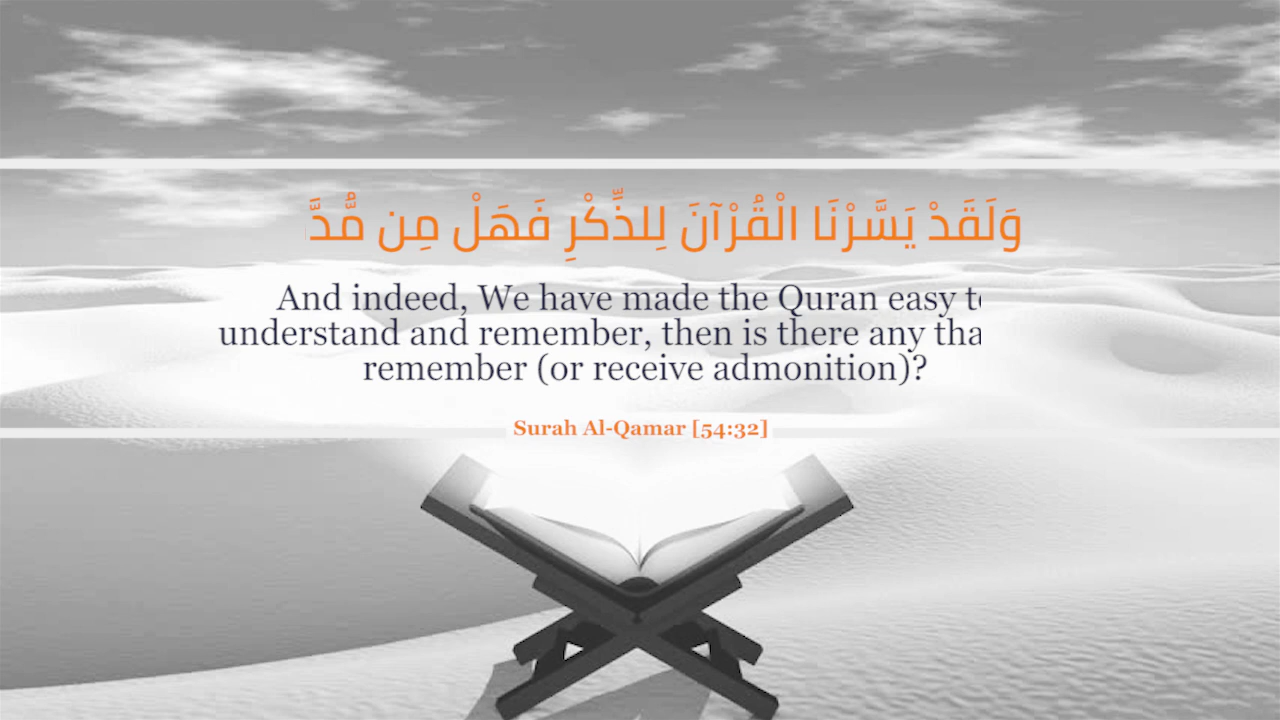 وَلَقَدْ يَسَّرْنَا الْقُرْآنَ لِلذِّكْرِ فَهَلْ مِن
And indeed, We have made the Quran easy
understand and remember, then is there any
remember (or receive admonition)?
Surah Al-Qamar [54:32]